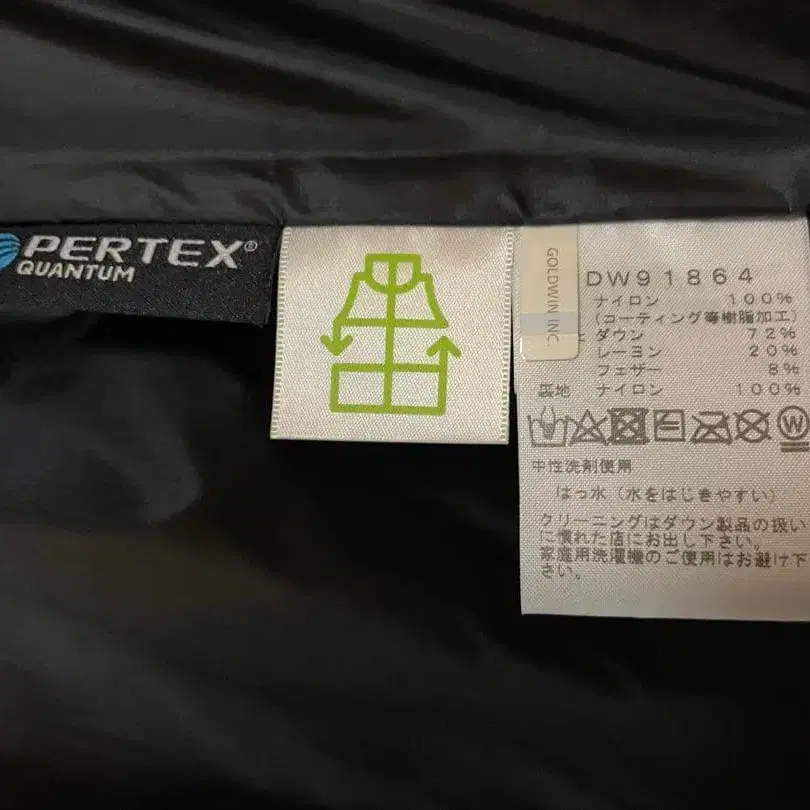 PERTEX®
QUANTUM
GOLDWIN INC.
DW91864
ナイロン 100%
(コーティング等樹脂加工)
ダウン 72%
レーヨン 20%
フェザー 8%
裏地 ナイロン 100%
W
中性洗剤使用
はっ水(水をはじきやすい)
クリーニングはダウン製品の扱い
に慣れた店にお出し下さい。
家庭用洗濯機のご使用はお避け下
さい。